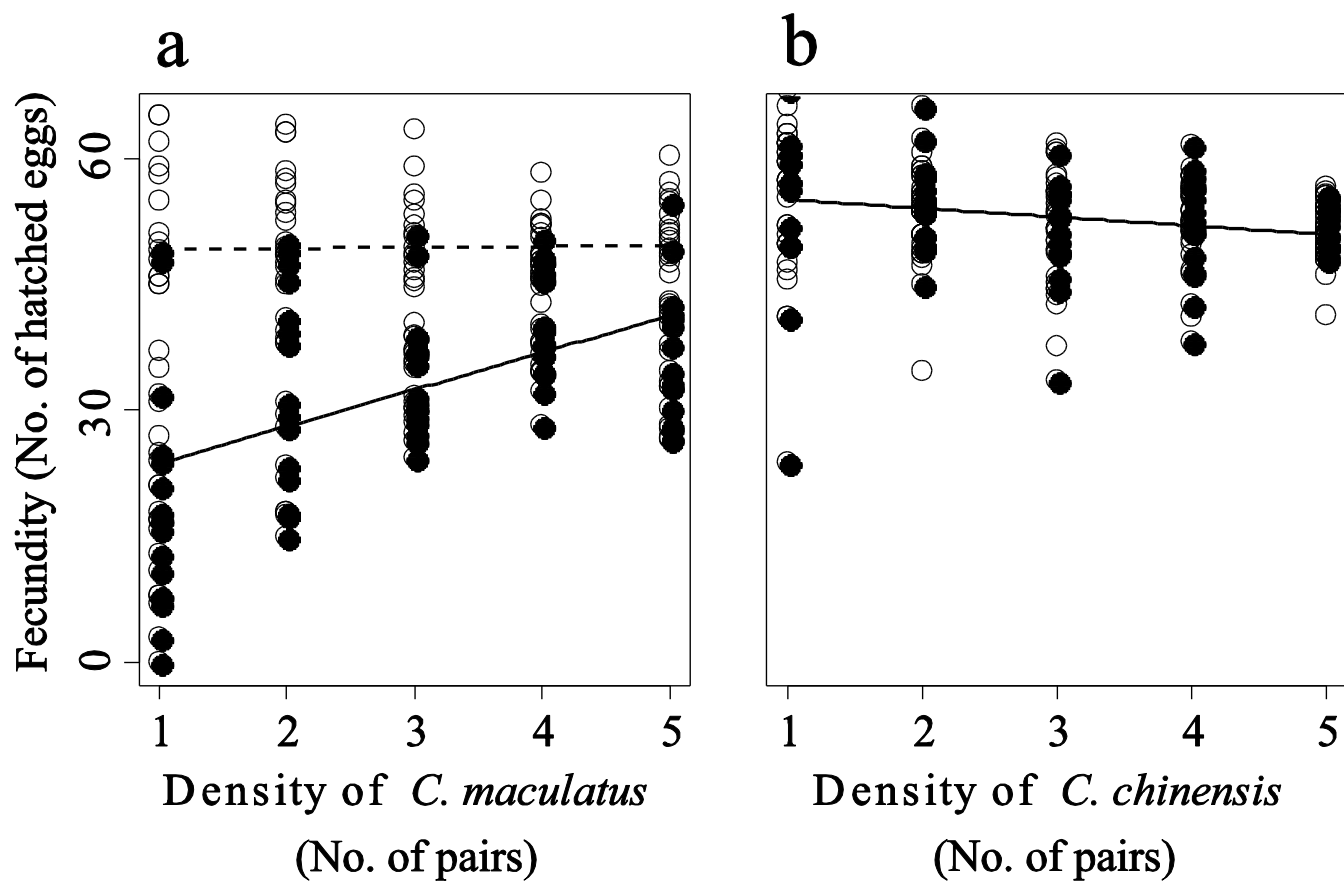 a
b
Fecundity (No. of hatched eggs)
60
30
0
1 2 3 4 5
1 2 3 4 5
Density of C. maculatus
(No. of pairs)
Density of C. chinensis
(No. of pairs)